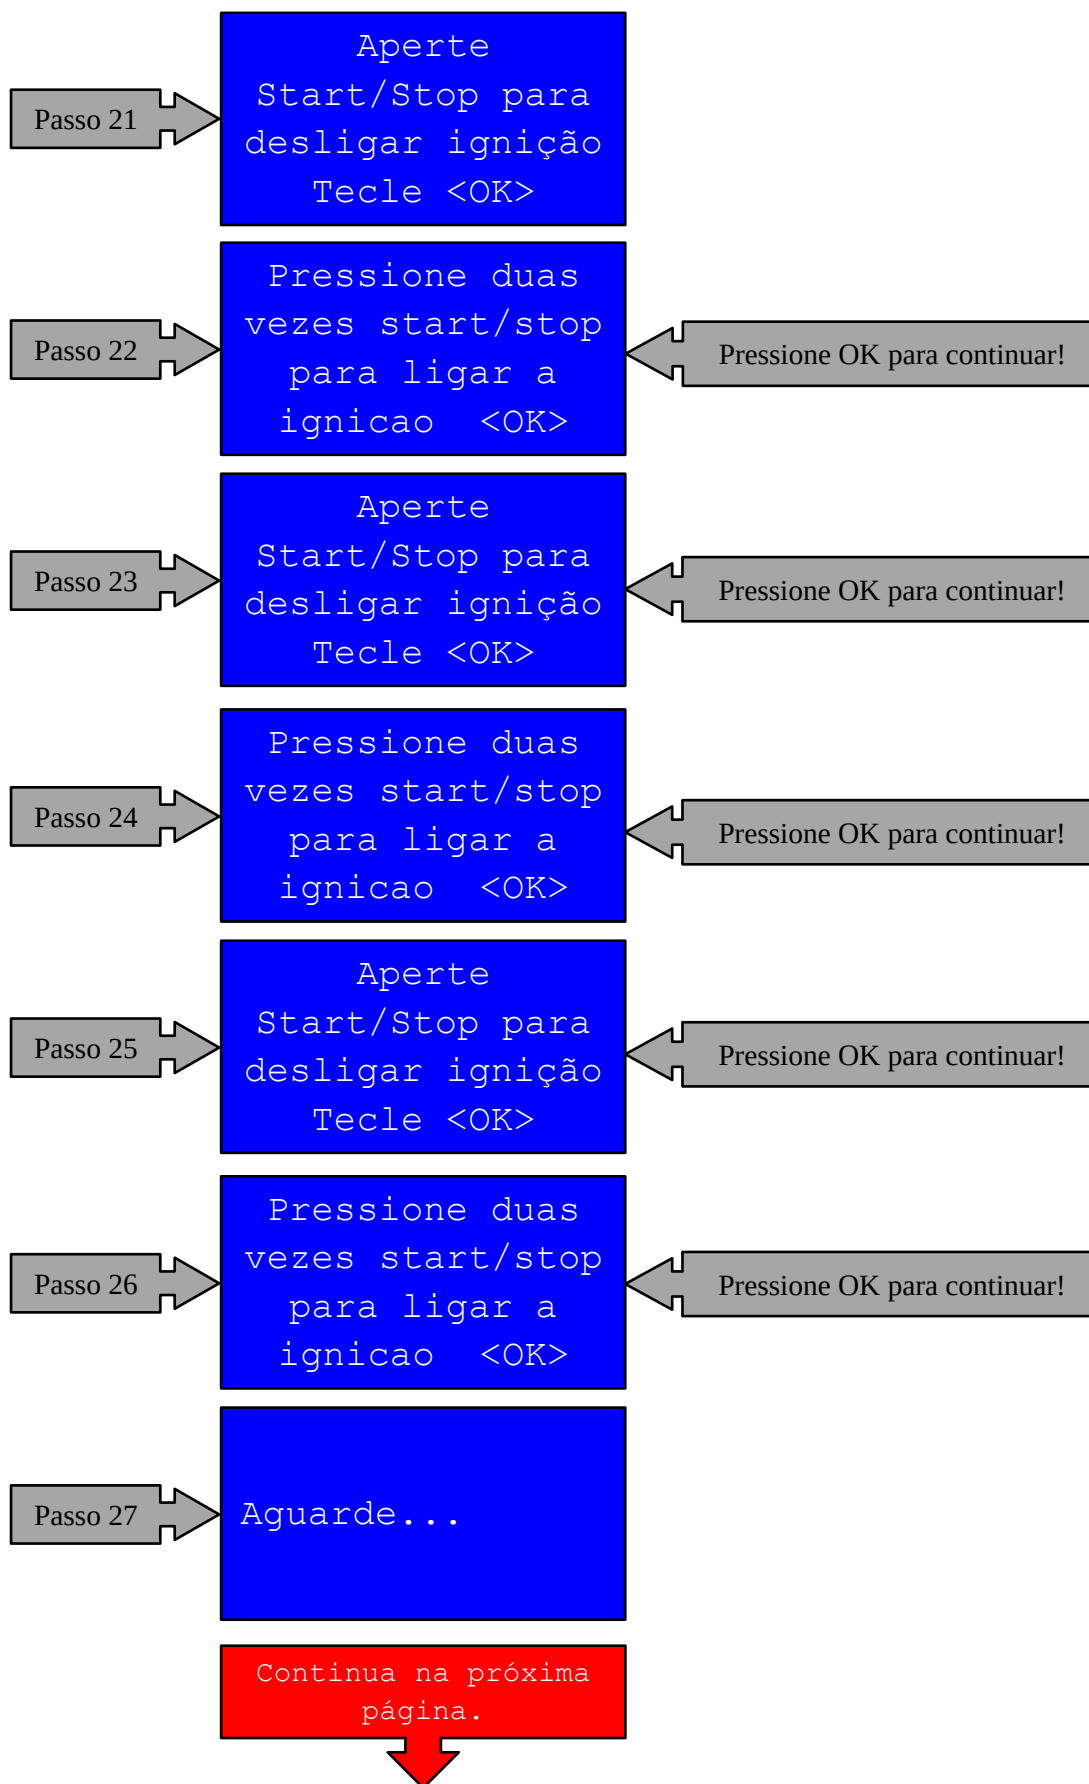 Aperte
Start/Stop para
desligar ignição
Tecle <OK>
Passo 21
Pressione duas
vezes start/stop
para ligar a
ignicao <OK>
Passo 22
Pressione OK para continuar!
Aperte
Start/Stop para
desligar ignição
Tecle <OK>
Passo 23
Pressione OK para continuar!
Pressione duas
vezes start/stop
para ligar a
ignicao <OK>
Passo 24
Pressione OK para continuar!
Aperte
Start/Stop para
desligar ignição
Tecle <OK>
Passo 25
Pressione OK para continuar!
Pressione duas
vezes start/stop
para ligar a
ignicao <OK>
Passo 26
Pressione OK para continuar!
Passo 27
Aguarde...
Continua na próxima
página.